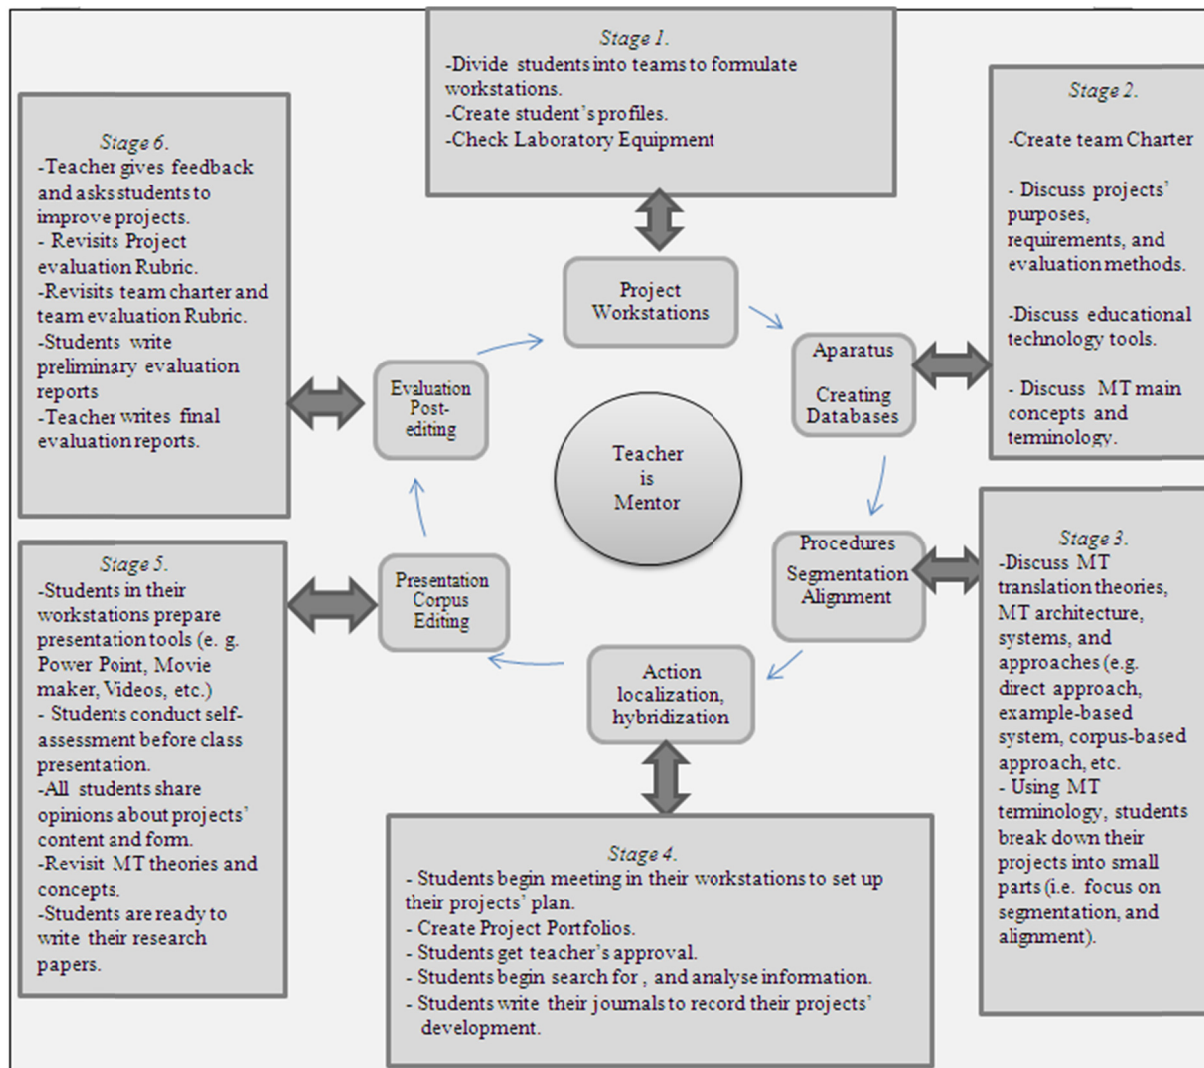 Stage 1.
-Divide students into teams to formulate
workstations.
-Create student's profiles.
-Check Laboratory Equipment
Stage 2.
-Create team Charter
- Discuss projects'
purposes,
requirements, and
evaluation methods.
-Discuss educational
technology tools.
- Discuss MT main
concepts and
terminology.
Stage 3.
-Discuss MT
translation theories,
MT architecture,
systems, and
approaches (e.g.
direct approach,
example-based
system, corpus-based
approach, etc.
- Using MT
terminology, students
break down their
projects into small
parts (i.e. focus on
segmentation, and
alignment).
Stage 4.
- Students begin meeting in their workstations to set up
their projects' plan.
- Create Project Portfolios.
- Students get teacher's approval.
- Students begin search for , and analyse information.
- Students write their journals to record their projects'
development.
Stage 5.
-Students in their
workstations prepare
presentation tools (e. g.
Power Point, Movie
maker, Videos, etc.)
- Students conduct self-
assessment before class
presentation.
-All students share
opinions about projects'
content and form.
-Revisit MT theories and
concepts.
-Students are ready to
write their research
papers.
Stage 6.
-Teacher gives feedback
and asks students to
improve projects.
- Revisits Project
evaluation Rubric.
-Revisits team charter and
team evaluation Rubric.
-Students write
preliminary evaluation
reports
-Teacher writes final
evaluation reports.
Project
Workstations
Aparatus
Creating
Databases
Procedures
Segmentation
Alignment
Action
localization,
hybridization
Presentation
Corpus
Editing
Evaluation
Post-
editing
Teacher
is
Mentor